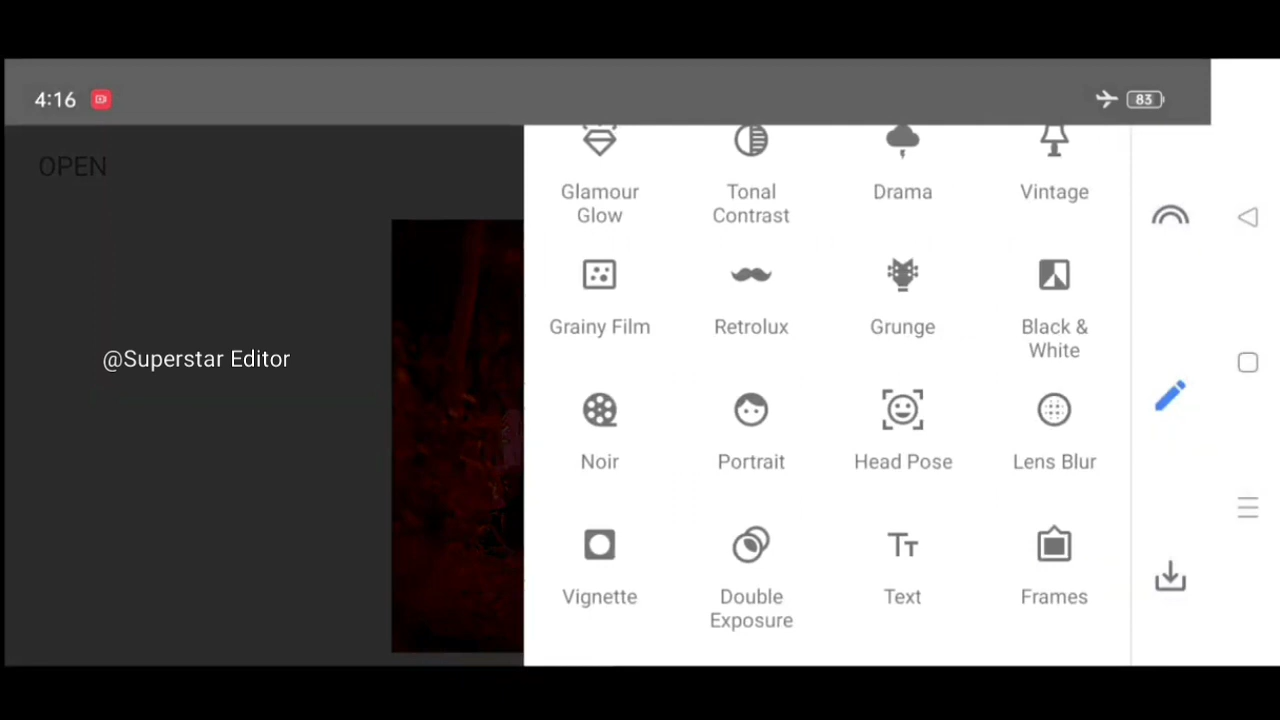 4:16
83
OPEN
Glamour
Glow
Tonal
Contrast
Drama
Vintage
@Superstar Editor
Grainy Film
Retrolux
Grunge
Black &
White
Noir
Portrait
Head Pose
Lens Blur
Vignette
Double
Exposure
Text
Frames